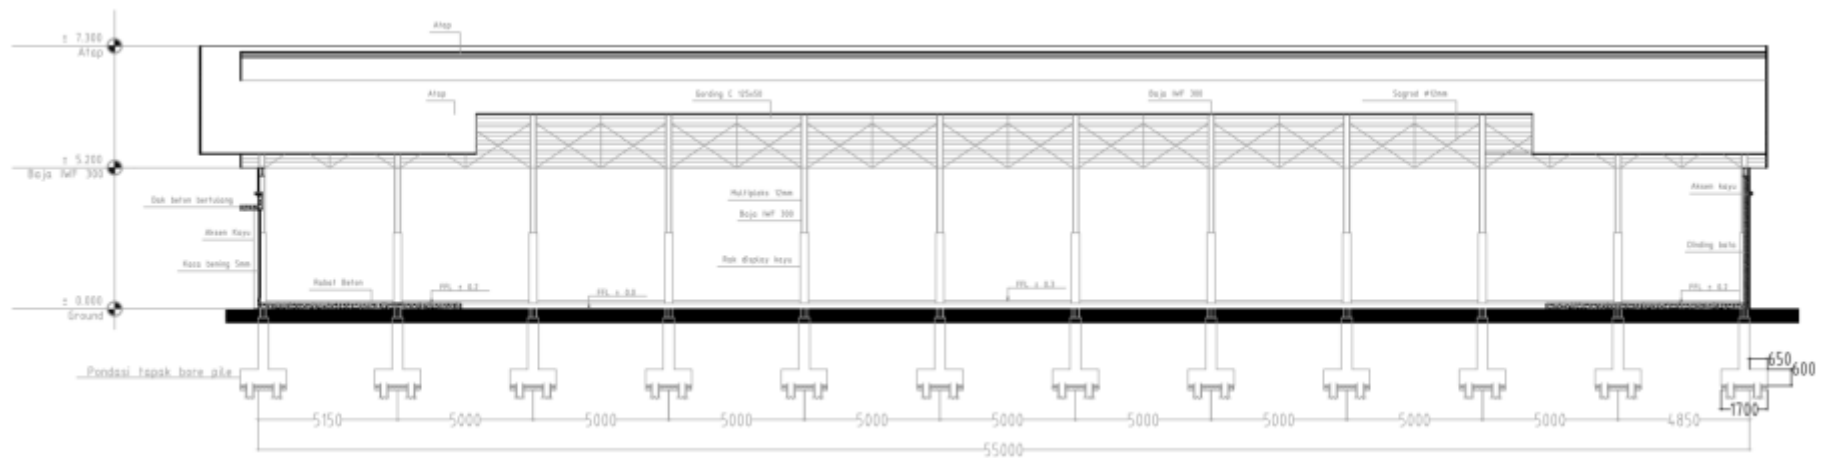 Atap
± 7.300
Atap
Atap
Gording C 125x50
Baja IWF 300
Sagrod #12mm
± 5.200
Baja IWF 300
Dak beton bertulang
Multipleks 12mm
Aksen kayu
Baja IWF 300
Aksen Kayu
Kaca bening 5mm
Rak display kayu
Dinding bata
Rabat Beton
FFL ± 0.2
FFL ± 0.0
FFL ± 0.3
FFL ± 0.2
± 0.000
Ground
650
600
Pondasi tapak bore pile
1700
5150 5000 5000 5000 5000 5000 5000 5000 5000 5000 4850
55000